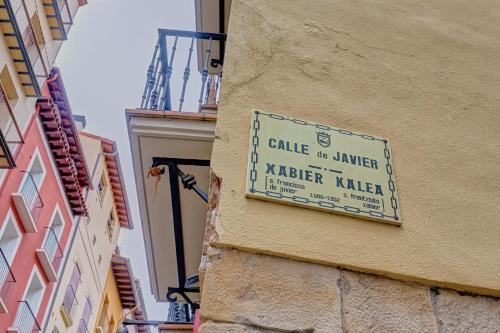 CALLE de JAVIER
XABIER KALEA
s. francisco
de javier
1506-1552
s. frantzisko
xabier